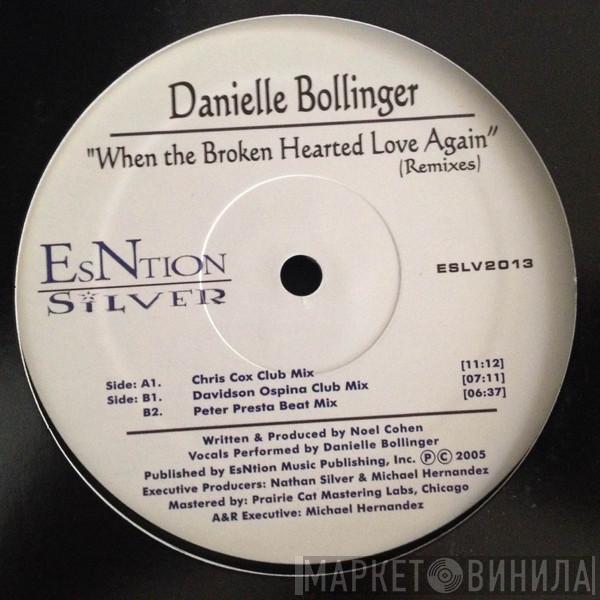 Danielle Bollinger
"When the Broken Hearted Love Again"
(Remixes)
EsNtion
Silver
ESLV2013
Side: A1. Chris Cox Club Mix [11:12]
Side: B1. Davidson Ospina Club Mix [07:11]
B2. Peter Presta Beat Mix [06:37]
Written & Produced by Noel Cohen
Vocals Performed by Danielle Bollinger
Published by EsNtion Music Publishing, Inc. ℗© 2005
Executive Producers: Nathan Silver & Michael Hernandez
Mastered by: Prairie Cat Mastering Labs, Chicago
A&R Executive: Michael Hernandez
МАРКЕТ ВИНИЛА